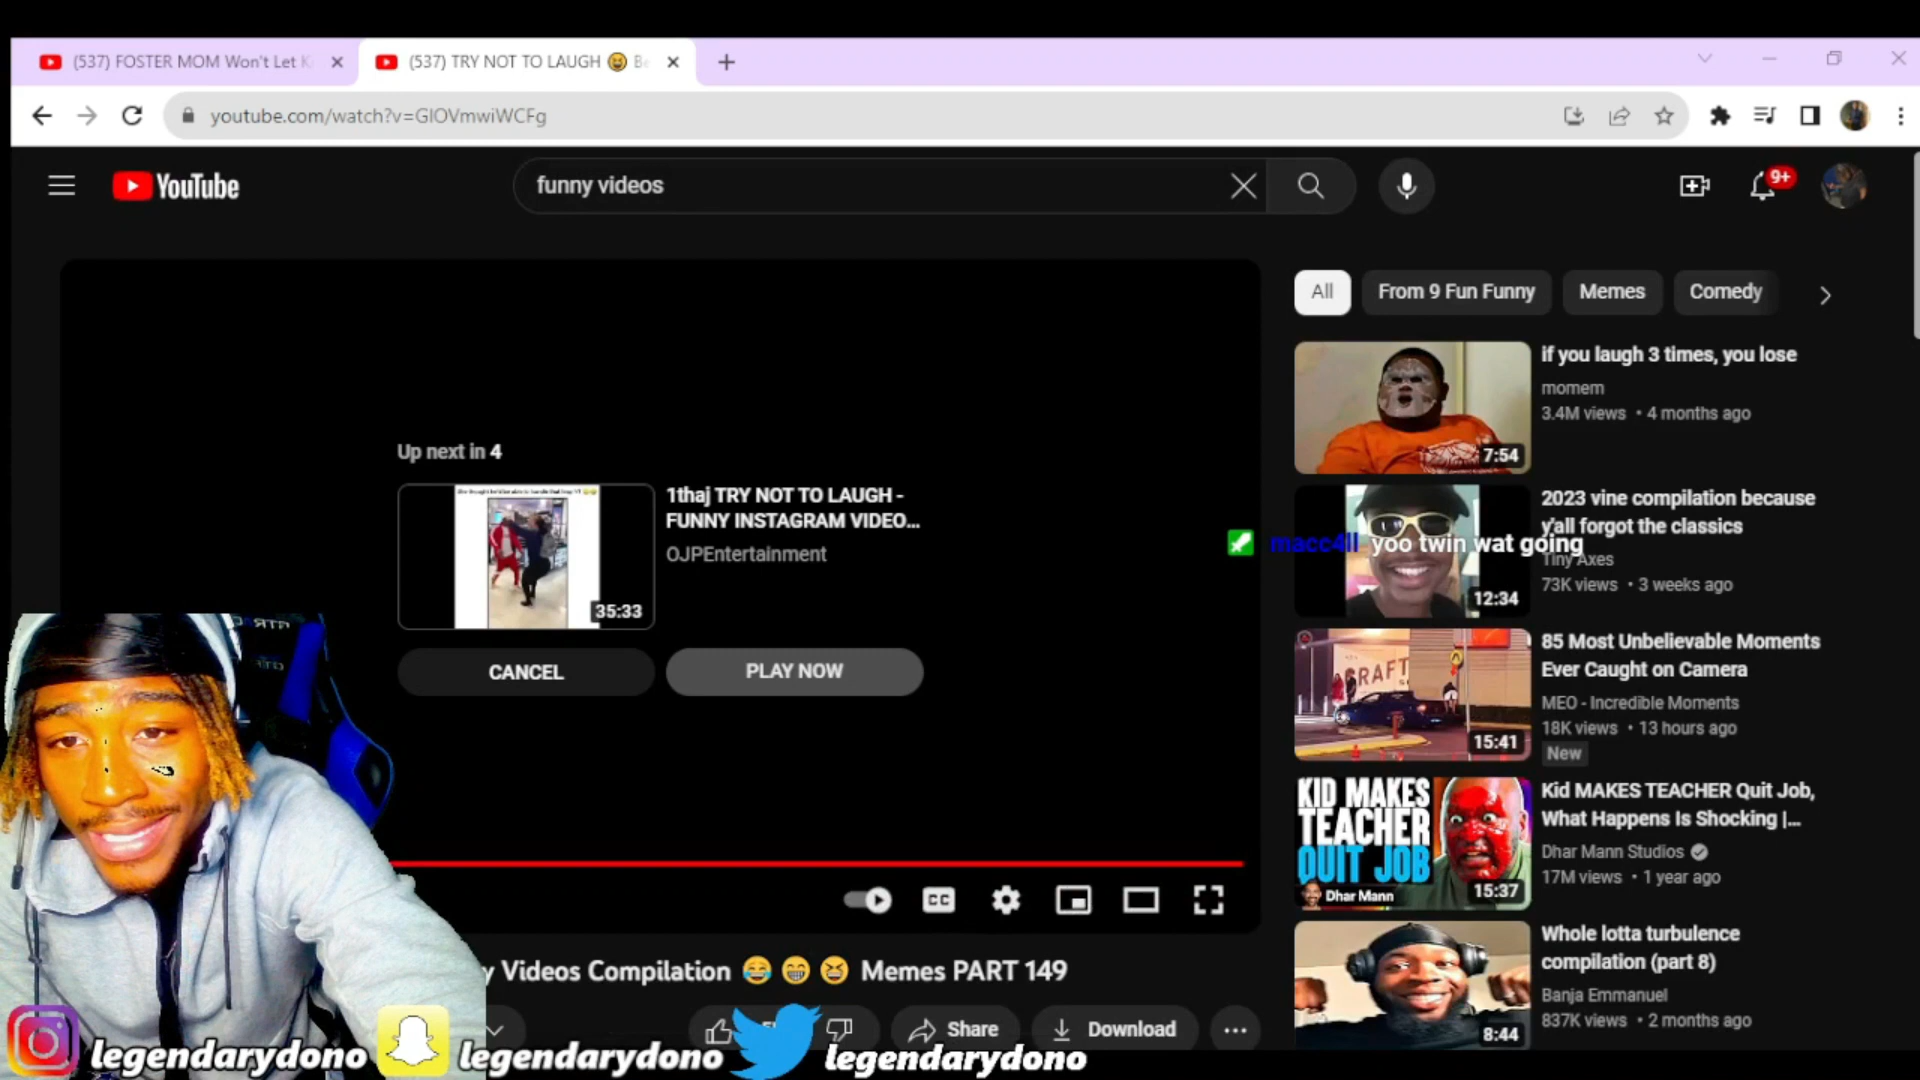 (537) FOSTER MOM Won't Let K
(537) TRY NOT TO LAUGH 😆 Be
youtube.com/watch?v=GlOVmwiWCFg
YouTube
funny videos
9+
All
From 9 Fun Funny
Memes
Comedy
Up next in 4
1thaj TRY NOT TO LAUGH -
FUNNY INSTAGRAM VIDEO...
OJPEntertainment
35:33
CANCEL
PLAY NOW
if you laugh 3 times, you lose
momem
3.4M views • 4 months ago
7:54
2023 vine compilation because
y'all forgot the classics
macc4ll yoo twin wat going
Tiny Axes
73K views • 3 weeks ago
12:34
85 Most Unbelievable Moments
Ever Caught on Camera
MEO - Incredible Moments
18K views • 13 hours ago
New
CRAFT
15:41
KID MAKES
TEACHER
QUIT JOB
Dhar Mann
15:37
Kid MAKES TEACHER Quit Job,
What Happens Is Shocking |...
Dhar Mann Studios
17M views • 1 year ago
Whole lotta turbulence
compilation (part 8)
Banja Emmanuel
837K views • 2 months ago
8:44
CC
y Videos Compilation 😂 😁 😆 Memes PART 149
Share
Download
legendarydono
legendarydono
legendarydono